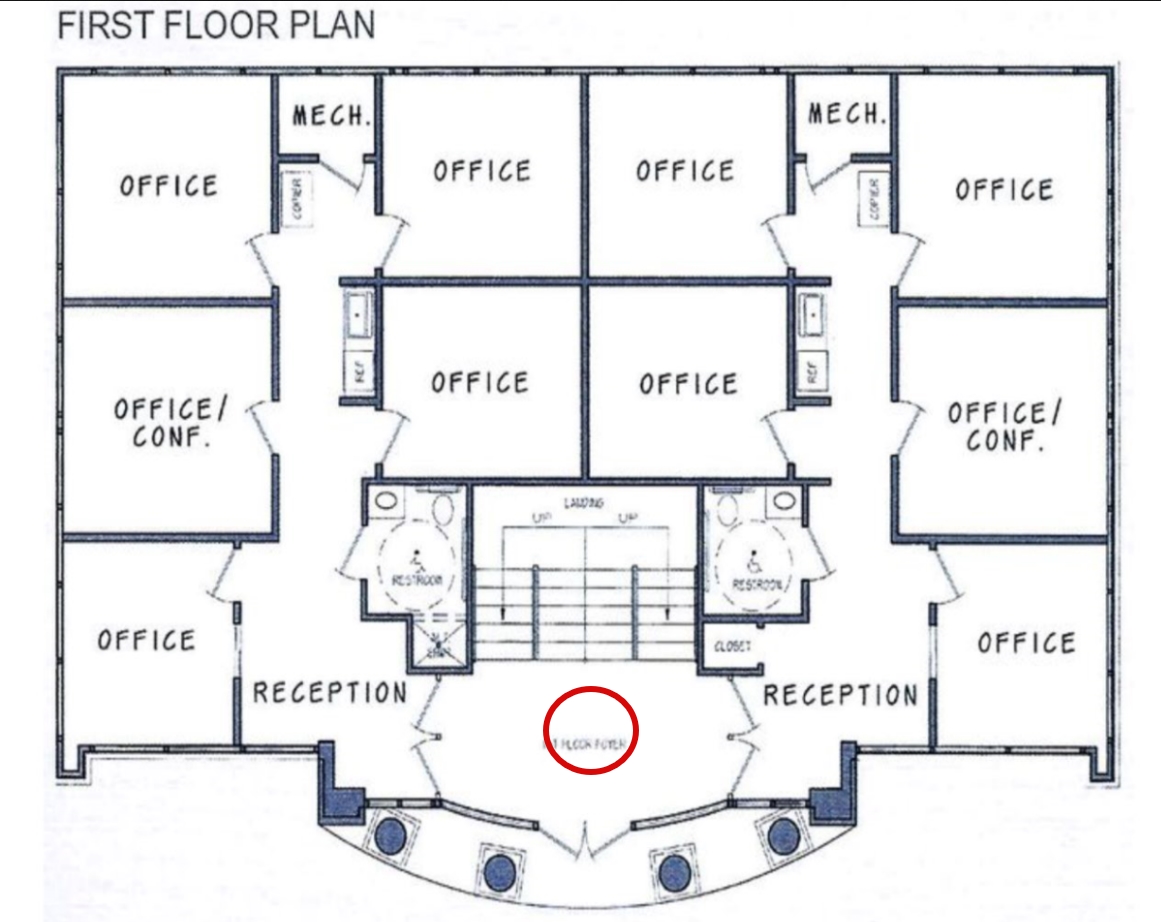 FIRST FLOOR PLAN
MECH.
MECH.
OFFICE
OFFICE
OFFICE
OFFICE
COPIER
COPIER
REF
REF
OFFICE
OFFICE
OFFICE/
CONF.
OFFICE/
CONF.
LANDING
UP
UP
RESTROOM
RESTROOM
OFFICE
CLOSET
OFFICE
RECEPTION
RECEPTION
FLOOR FOYER